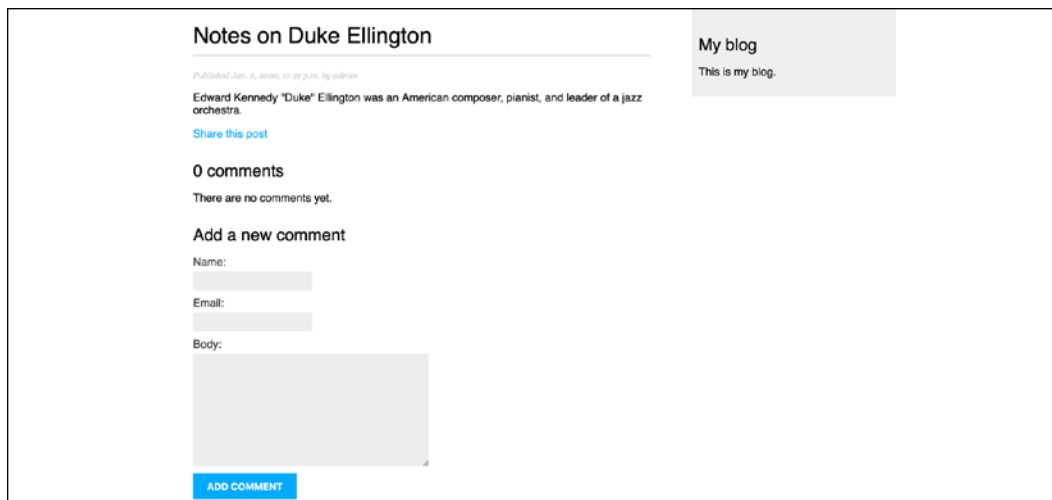 Notes on Duke Ellington
Published Jan. 2, 2020, 11:21 p.m. by admin
Edward Kennedy "Duke" Ellington was an American composer, pianist, and leader of a jazz
orchestra.
Share this post
0 comments
There are no comments yet.
Add a new comment
Name:
Email:
Body:
ADD COMMENT
My blog
This is my blog.